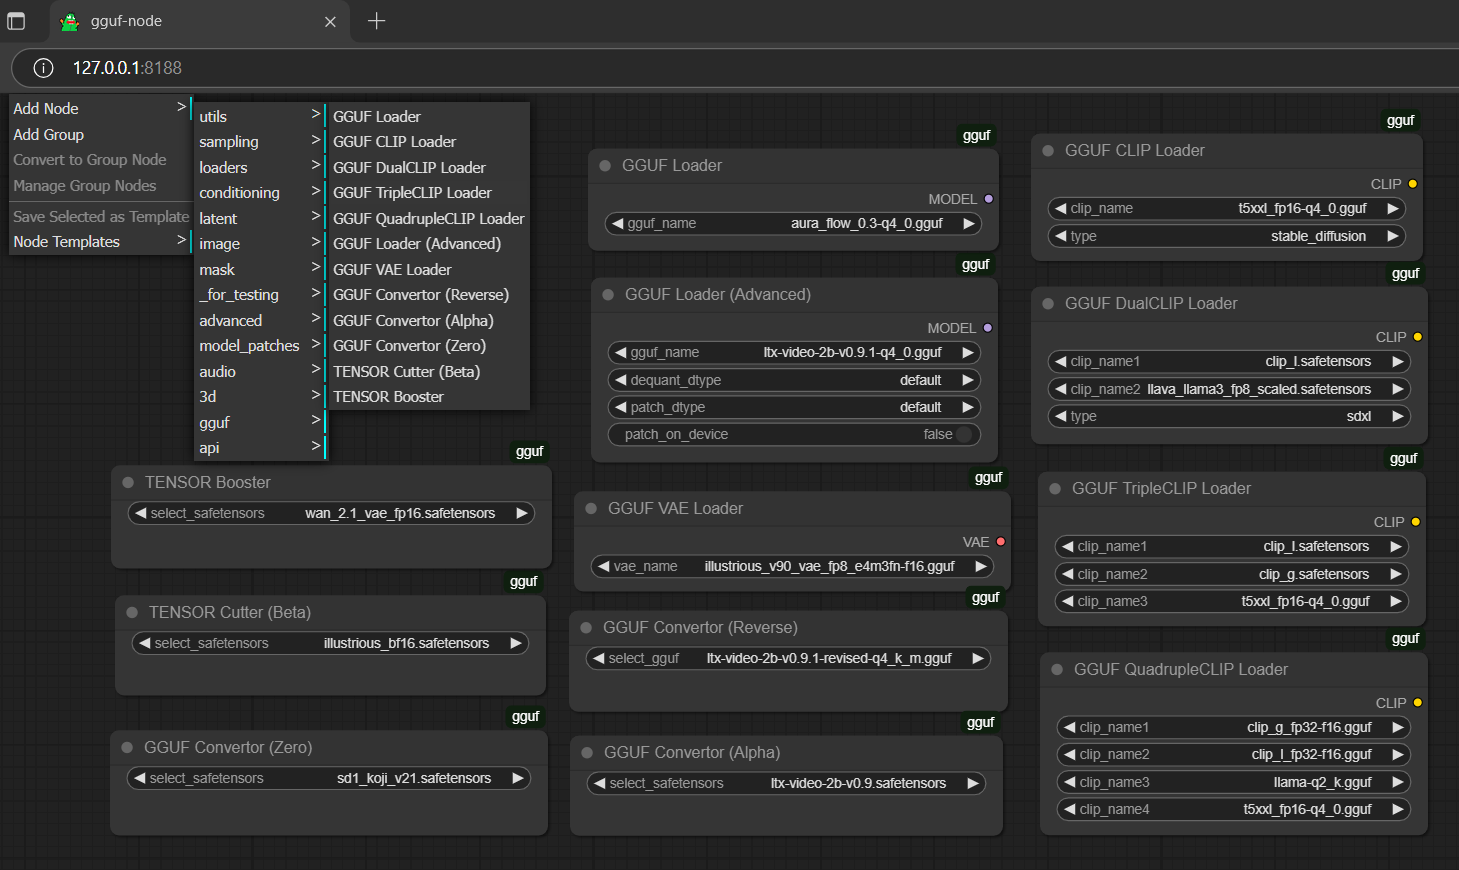 gguf-node
127.0.0.1:8188
Add Node
Add Group
Convert to Group Node
Manage Group Nodes
Save Selected as Template
Node Templates
utils
sampling
loaders
conditioning
latent
image
mask
_for_testing
advanced
model_patches
audio
3d
gguf
api
GGUF Loader
GGUF CLIP Loader
GGUF DualCLIP Loader
GGUF TripleCLIP Loader
GGUF QuadrupleCLIP Loader
GGUF Loader (Advanced)
GGUF VAE Loader
GGUF Convertor (Reverse)
GGUF Convertor (Alpha)
GGUF Convertor (Zero)
TENSOR Cutter (Beta)
TENSOR Booster
gguf
TENSOR Booster
select_safetensors wan_2.1_vae_fp16.safetensors
gguf
TENSOR Cutter (Beta)
select_safetensors illustrious_bf16.safetensors
gguf
GGUF Convertor (Zero)
select_safetensors sd1_koji_v21.safetensors
gguf
GGUF Loader
MODEL
gguf_name aura_flow_0.3-q4_0.gguf
gguf
GGUF Loader (Advanced)
MODEL
gguf_name ltx-video-2b-v0.9.1-q4_0.gguf
dequant_dtype default
patch_dtype default
patch_on_device false
gguf
GGUF VAE Loader
VAE
vae_name illustrious_v90_vae_fp8_e4m3fn-f16.gguf
gguf
GGUF Convertor (Reverse)
select_gguf ltx-video-2b-v0.9.1-revised-q4_k_m.gguf
gguf
GGUF Convertor (Alpha)
select_safetensors ltx-video-2b-v0.9.safetensors
gguf
GGUF CLIP Loader
CLIP
clip_name t5xxl_fp16-q4_0.gguf
type stable_diffusion
gguf
GGUF DualCLIP Loader
CLIP
clip_name1 clip_l.safetensors
clip_name2 llava_llama3_fp8_scaled.safetensors
type sdxl
gguf
GGUF TripleCLIP Loader
CLIP
clip_name1 clip_l.safetensors
clip_name2 clip_g.safetensors
clip_name3 t5xxl_fp16-q4_0.gguf
gguf
GGUF QuadrupleCLIP Loader
CLIP
clip_name1 clip_g_fp32-f16.gguf
clip_name2 clip_l_fp32-f16.gguf
clip_name3 llama-q2_k.gguf
clip_name4 t5xxl_fp16-q4_0.gguf